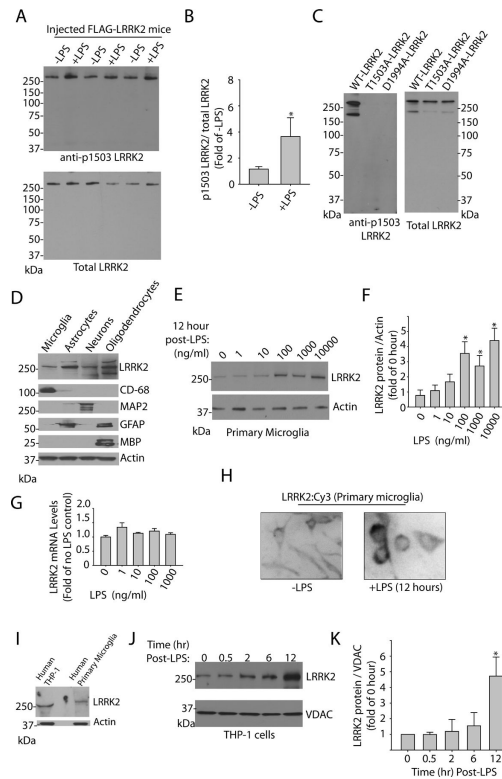 A
Injected FLAG-LRRK2 mice
-LPS +LPS -LPS +LPS -LPS +LPS
250
150
100
75
50
37
anti-p1503 LRRK2
250
150
100
75
50
37
kDa
Total LRRK2
B
p1503 LRRK2/ total LRRK2
(Fold of -LPS)
8
6
4
2
0
*
-LPS +LPS
C
WT-LRRK2 T1503A-LRRK2 D1994A-LRRK2
WT-LRRK2 T1503A-LRRK2 D1994A-LRRK2
250
150
100
75
50
37
250
150
100
75
50
37
kDa
anti-p1503
LRRK2
Total LRRK2
kDa
D
Microglia Astrocytes Neurons Oligodendrocytes
250
LRRK2
100
CD-68
MAP2
50
GFAP
MBP
37
Actin
kDa
E
12 hour
post-LPS:
(ng/ml)
0 1 10 100 1000 10000
250
LRRK2
37
Actin
kDa
Primary Microglia
F
LRRK2 protein /Actin
(fold of 0 hour)
5
4
3
2
1
0
* * *
0 1 10 100 1000 10000
LPS (ng/ml)
G
LRRK2 mRNA Levels
(Fold of no LPS control)
2.0
1.5
1.0
0.5
0.0
0 1 10 100 1000
LPS (ng/ml)
H
LRRK2:Cy3 (Primary microglia)
-LPS
+LPS (12 hours)
I
Human
THP-1
Human
Primary Microglia
250
LRRK2
37
Actin
kDa
J
Time (hr)
Post-LPS:
0 0.5 2 6 12
250
LRRK2
37
VDAC
kDa
THP-1 cells
K
LRRK2 protein / VDAC
(fold of 0 hour)
6
5
4
3
2
1
*
0 0.5 2 6 12
Time (hr) Post-LPS